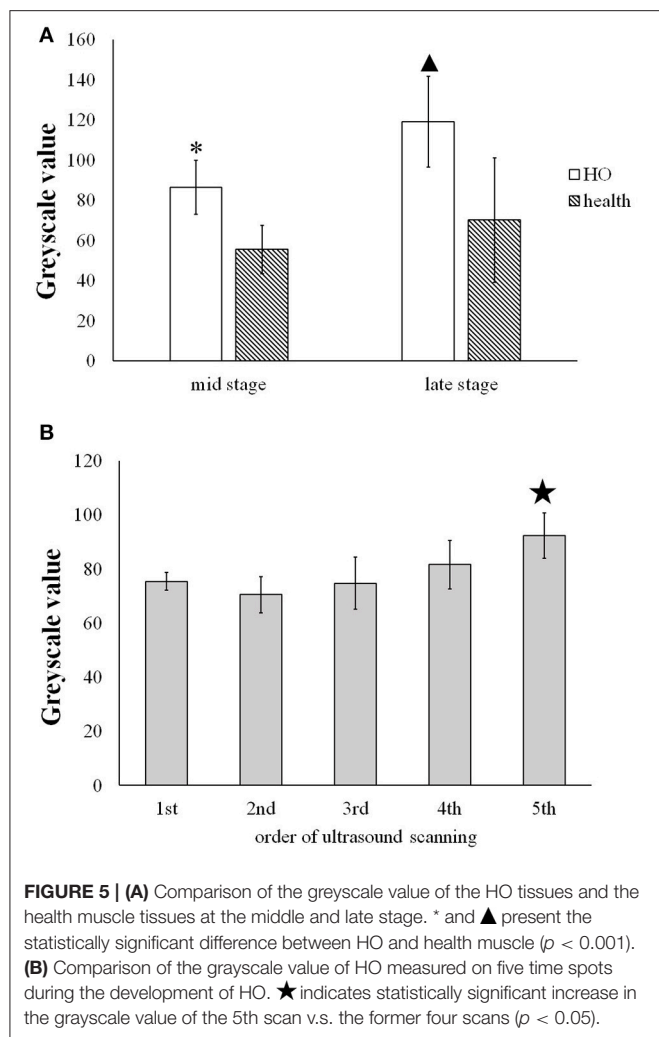 A
160
140
120
100
80
60
40
20
0
Greyscale value
*
▲
HO
health
mid stage
late stage
B
120
100
80
60
40
20
0
Greyscale value
★
1st 2nd 3rd 4th 5th
order of ultrasound scanning
FIGURE 5 | (A) Comparison of the greyscale value of the HO tissues and the
health muscle tissues at the middle and late stage. * and ▲ present the
statistically significant difference between HO and health muscle (p < 0.001).
(B) Comparison of the grayscale value of HO measured on five time spots
during the development of HO. ★ indicates statistically significant increase in
the grayscale value of the 5th scan v.s. the former four scans (p < 0.05).